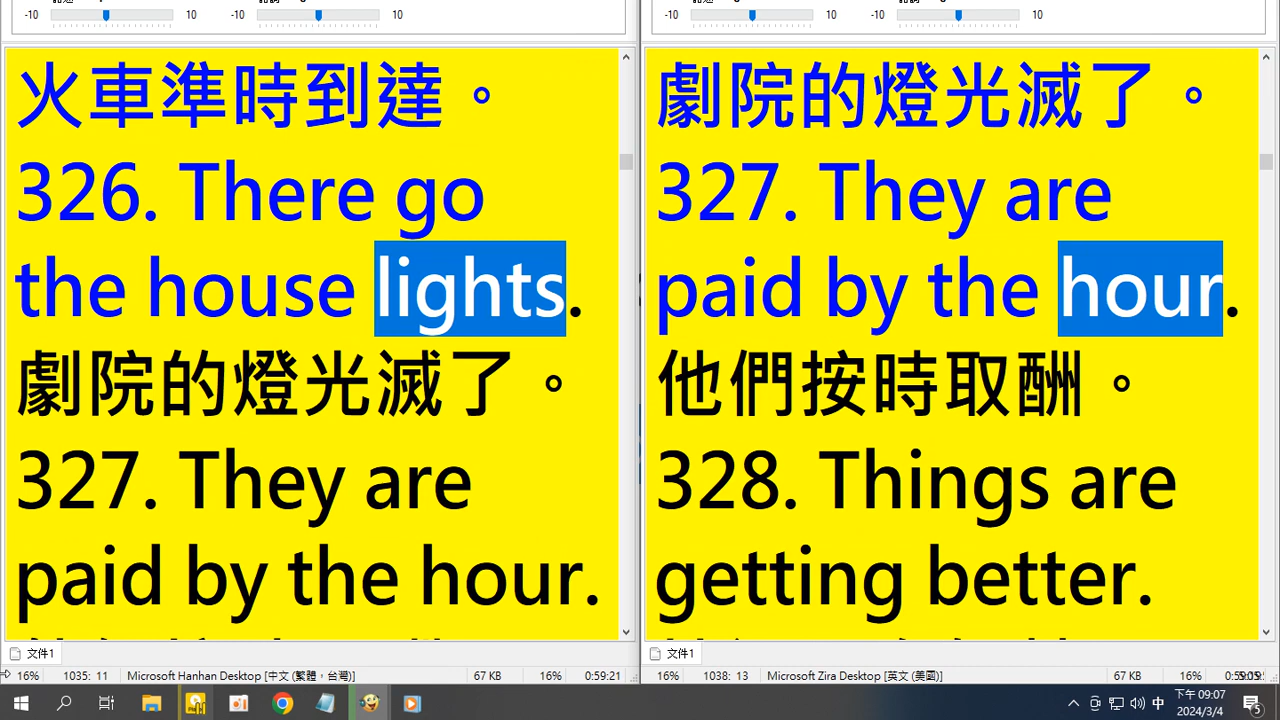 -10 10 -10 10
火車準時到達。
326. There go
the house lights.
劇院的燈光滅了。
327. They are
paid by the hour.
文件1
16% 1035: 11 Microsoft Hanhan Desktop [中文 (繁體，台灣)] 67 KB 16% 0:59:21
-10 10 -10 10
劇院的燈光滅了。
327. They are
paid by the hour.
他們按時取酬。
328. Things are
getting better.
文件1
16% 1038: 13 Microsoft Zira Desktop [英文 (美國)] 67 KB 16%
中
下午 09:07
2024/3/4
5